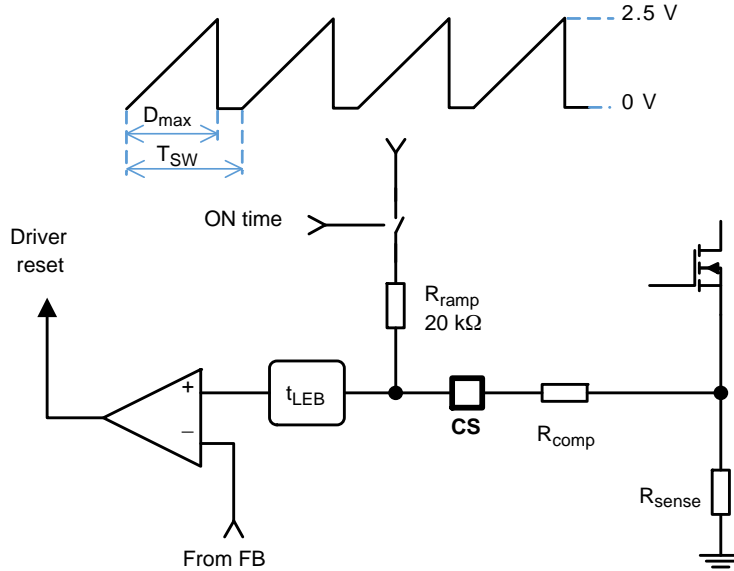 2.5 V
0 V
Dmax
TSW
ON time
Driver
reset
Rramp
20 kΩ
+
−
tLEB
CS
Rcomp
Rsense
From FB